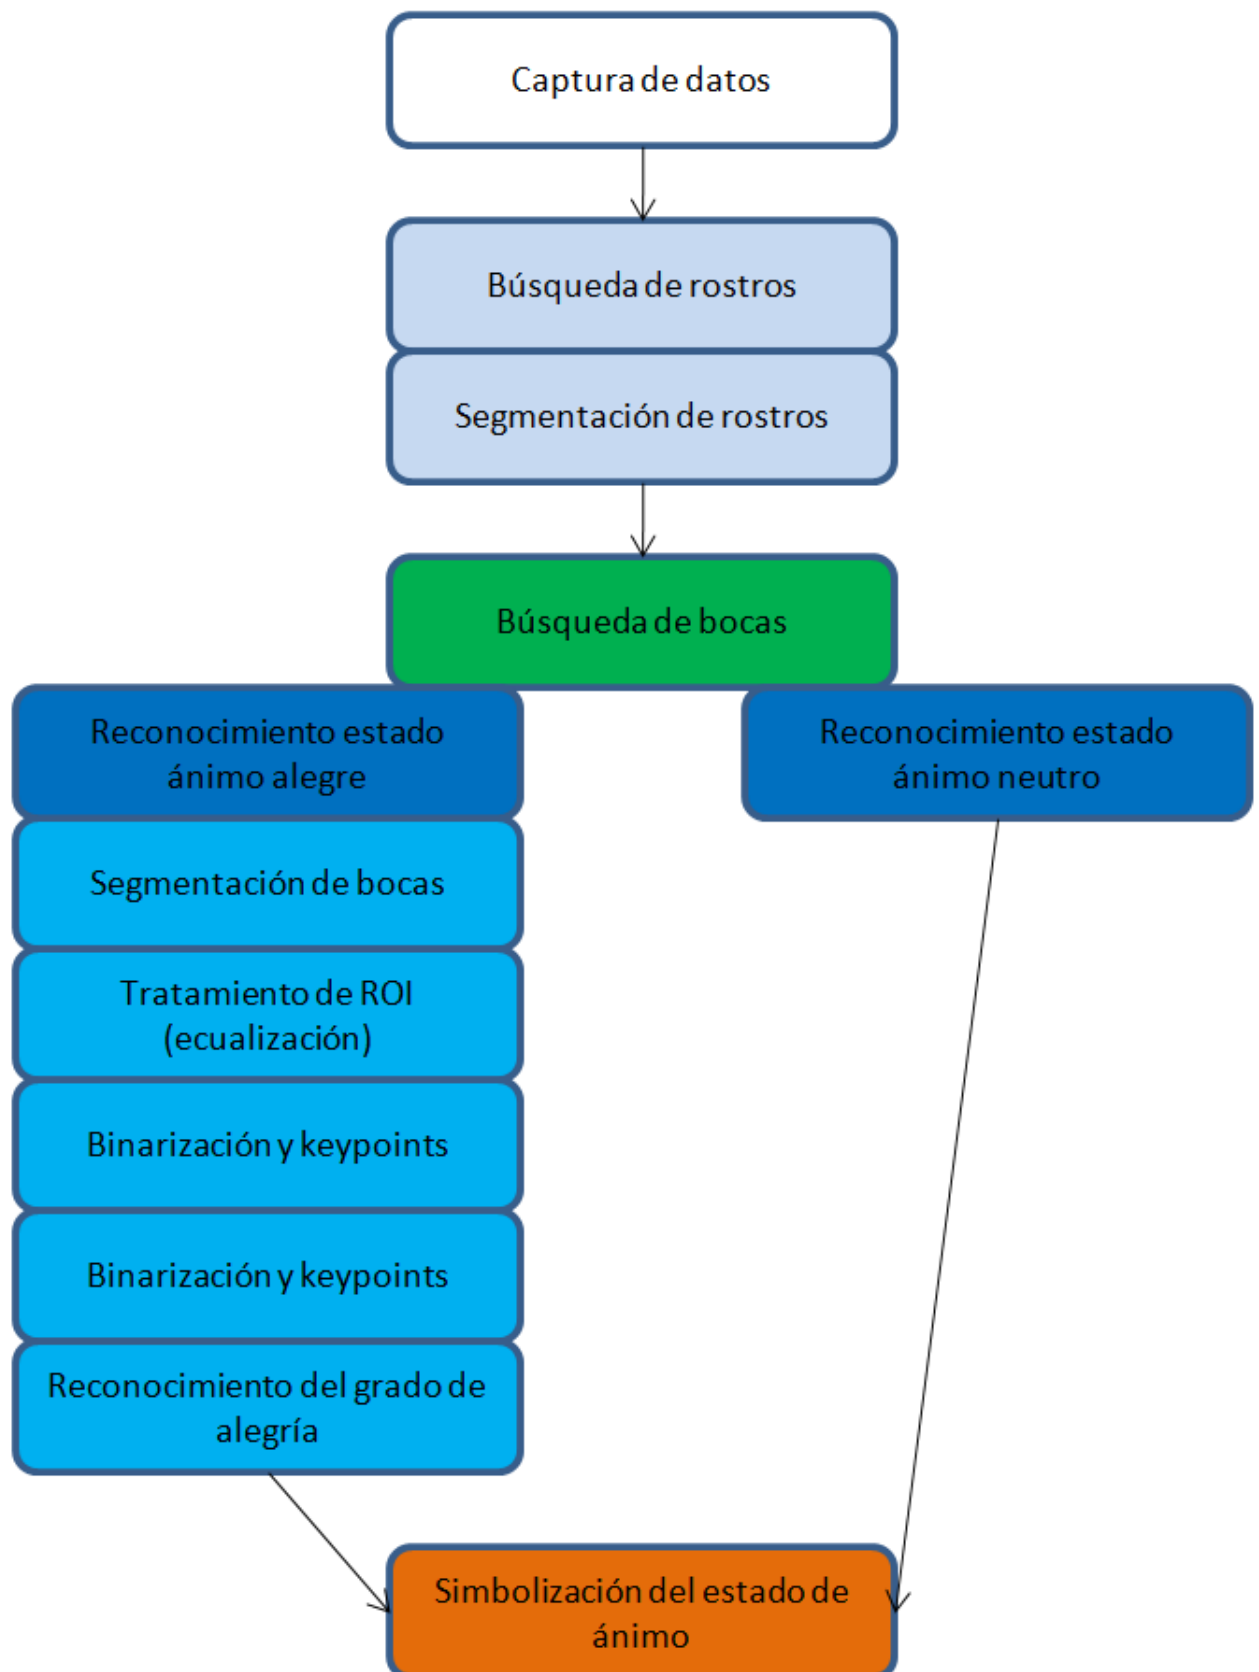 Captura de datos
Búsqueda de rostros
Segmentación de rostros
Búsqueda de bocas
Reconocimiento estado
ánimo alegre
Reconocimiento estado
ánimo neutro
Segmentación de bocas
Tratamiento de ROI
(ecualización)
Binarización y keypoints
Binarización y keypoints
Reconocimiento del grado de
alegría
Simbolización del estado de
ánimo